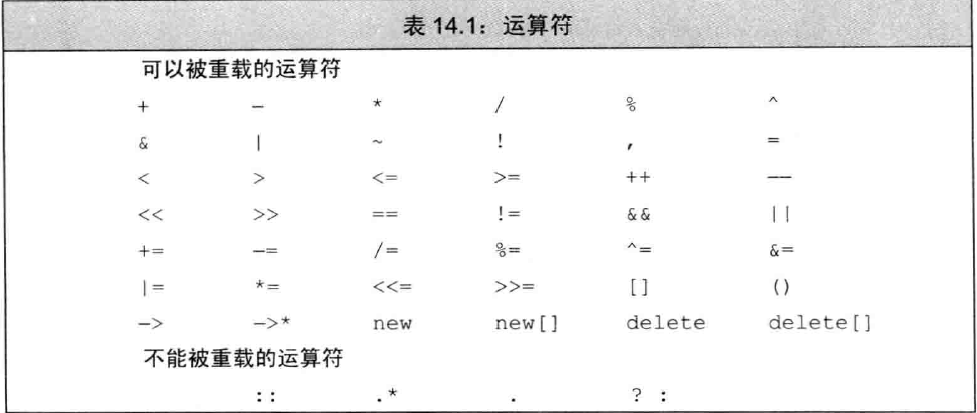 表 14.1：运算符
可以被重载的运算符
+ - * / % ^
& | ~ ! , =
< > <= >= ++ --
<< >> == != && ||
+= -= /= %= ^= &=
|= *= <<= >>= [] ()
-> ->* new new[] delete delete[]
不能被重载的运算符
:: .* . ? :